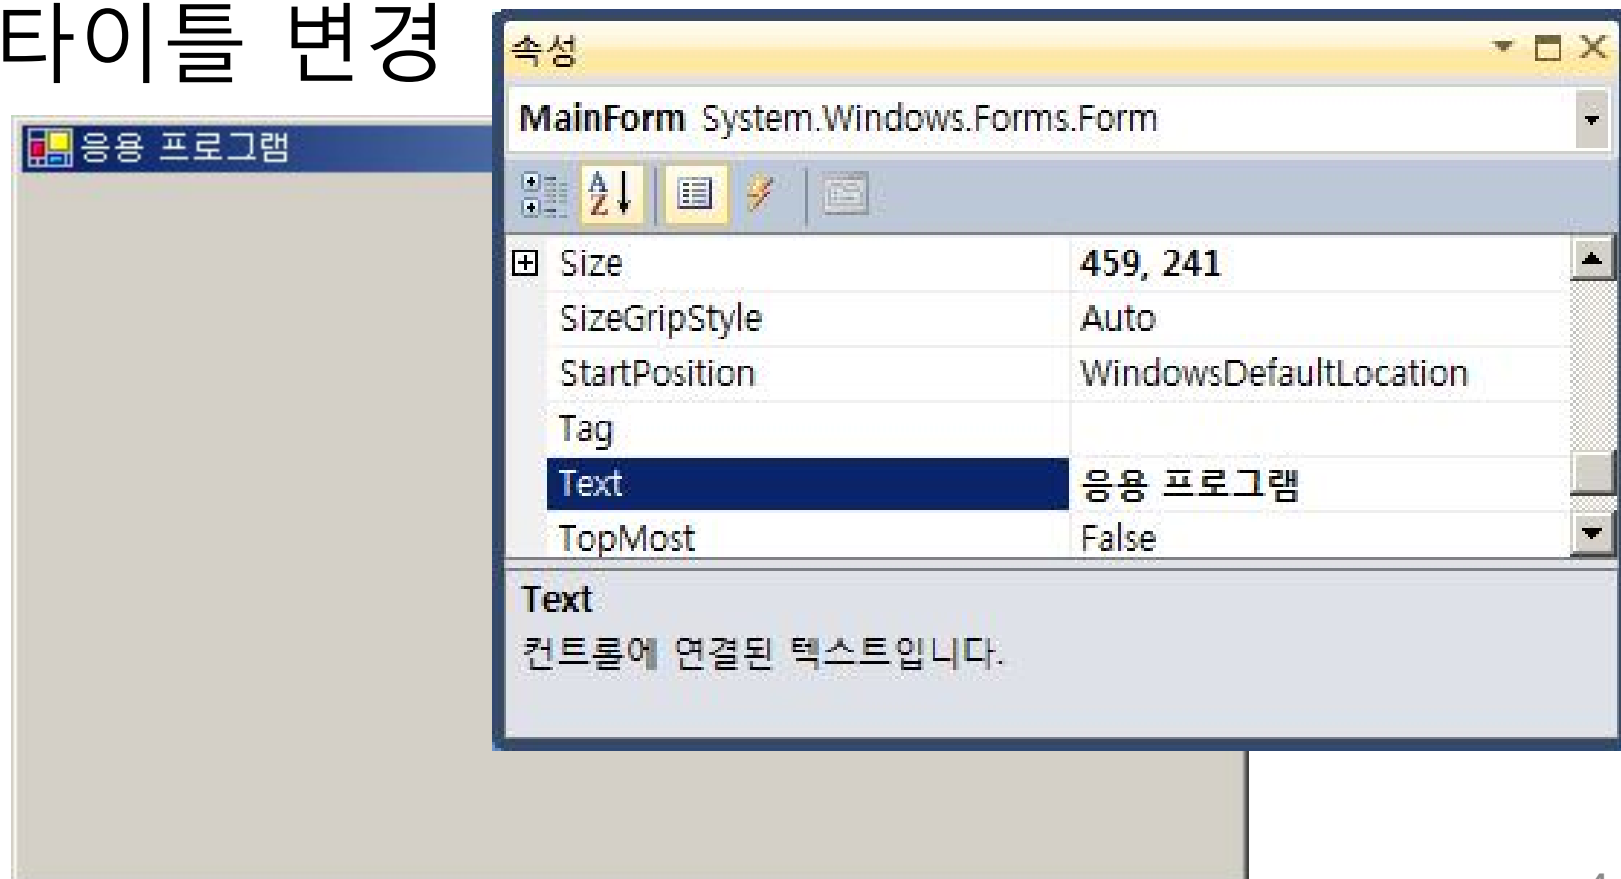 타이틀 변경
응용 프로그램
속성
MainForm System.Windows.Forms.Form
Size 459, 241
SizeGripStyle Auto
StartPosition WindowsDefaultLocation
Tag
Text 응용 프로그램
TopMost False
Text
컨트롤에 연결된 텍스트입니다.